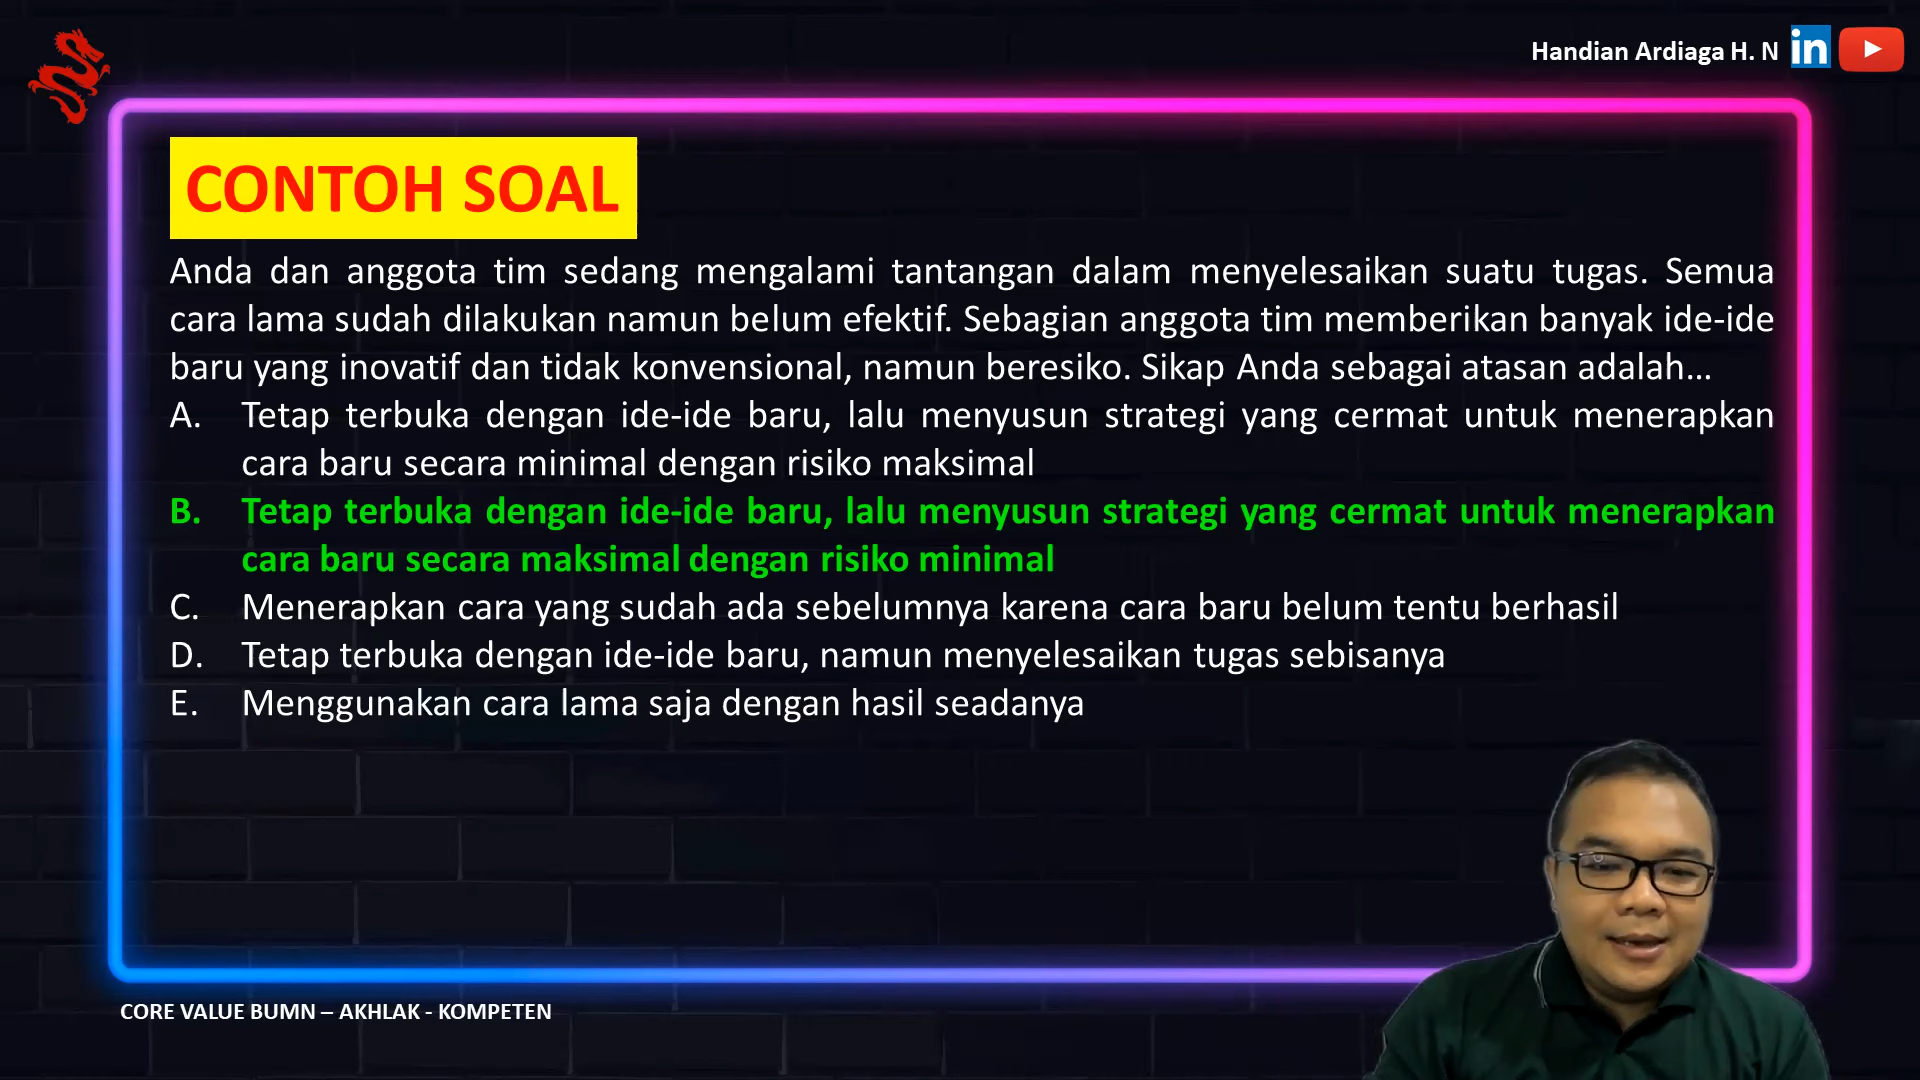 Handian Ardiaga H. N
in
CONTOH SOAL
Anda dan anggota tim sedang mengalami tantangan dalam menyelesaikan suatu tugas. Semua
cara lama sudah dilakukan namun belum efektif. Sebagian anggota tim memberikan banyak ide-ide
baru yang inovatif dan tidak konvensional, namun beresiko. Sikap Anda sebagai atasan adalah...
A. Tetap terbuka dengan ide-ide baru, lalu menyusun strategi yang cermat untuk menerapkan
cara baru secara minimal dengan risiko maksimal
B. Tetap terbuka dengan ide-ide baru, lalu menyusun strategi yang cermat untuk menerapkan
cara baru secara maksimal dengan risiko minimal
C. Menerapkan cara yang sudah ada sebelumnya karena cara baru belum tentu berhasil
D. Tetap terbuka dengan ide-ide baru, namun menyelesaikan tugas sebisanya
E. Menggunakan cara lama saja dengan hasil seadanya
CORE VALUE BUMN – AKHLAK - KOMPETEN